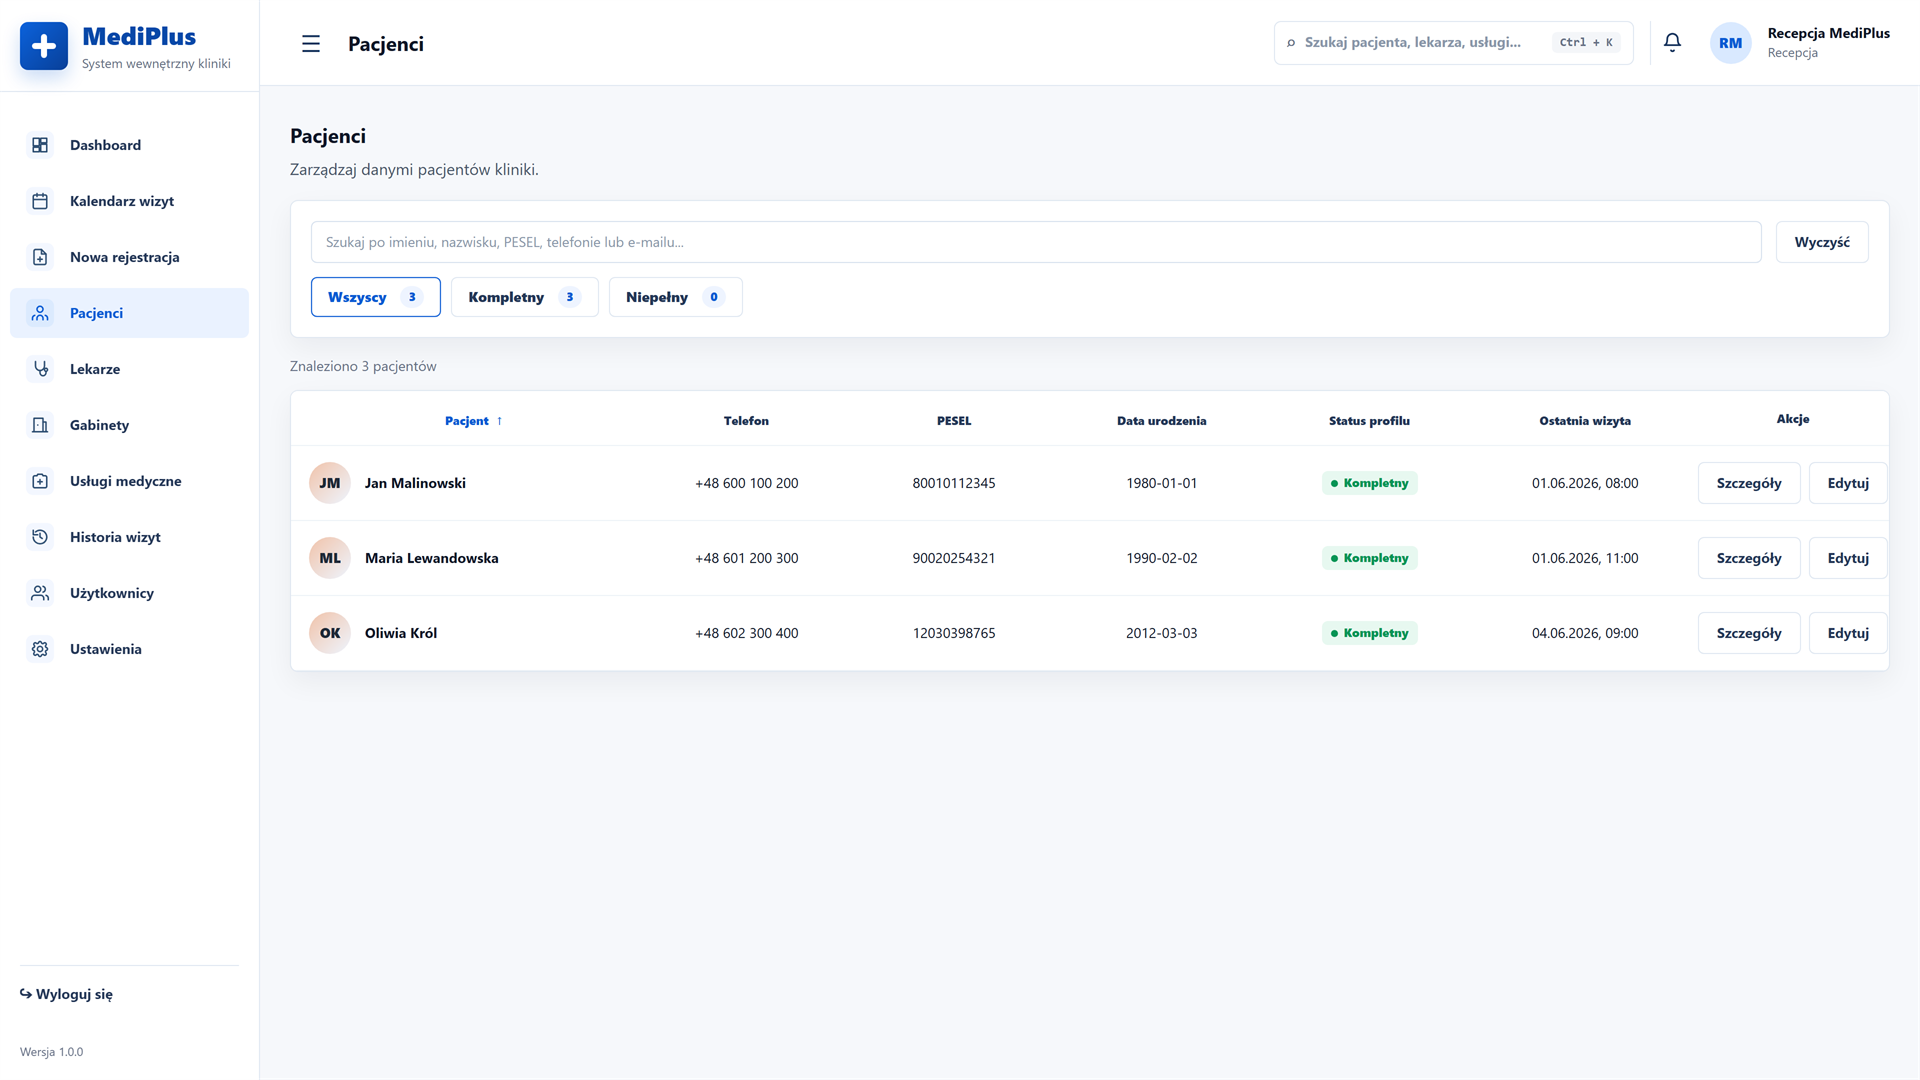 MediPlus
System wewnętrzny kliniki
Dashboard
Kalendarz wizyt
Nowa rejestracja
Pacjenci
Lekarze
Gabinety
Usługi medyczne
Historia wizyt
Użytkownicy
Ustawienia
Wyloguj się
Wersja 1.0.0
Pacjenci
Szukaj pacjenta, lekarza, usługi... Ctrl + K
RM
Recepcja MediPlus
Recepcja
Pacjenci
Zarządzaj danymi pacjentów kliniki.
Szukaj po imieniu, nazwisku, PESEL, telefonie lub e-mailu... Wyczyść
Wszyscy 3 Kompletny 3 Niepełny 0
Znaleziono 3 pacjentów
Pacjent ↑ Telefon PESEL Data urodzenia Status profilu Ostatnia wizyta Akcje
JM Jan Malinowski +48 600 100 200 80010112345 1980-01-01 Kompletny 01.06.2026, 08:00 Szczegóły Edytuj
ML Maria Lewandowska +48 601 200 300 90020254321 1990-02-02 Kompletny 01.06.2026, 11:00 Szczegóły Edytuj
OK Oliwia Król +48 602 300 400 12030398765 2012-03-03 Kompletny 04.06.2026, 09:00 Szczegóły Edytuj